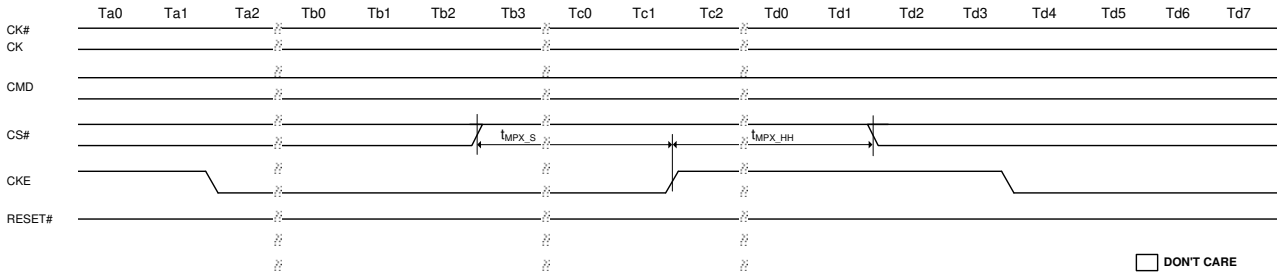 Ta0 Ta1 Ta2 Tb0 Tb1 Tb2 Tb3 Tc0 Tc1 Tc2 Td0 Td1 Td2 Td3 Td4 Td5 Td6 Td7
CK#
CK
CMD
CS# tMPX_S tMPX_HH
CKE
RESET#
DON'T CARE